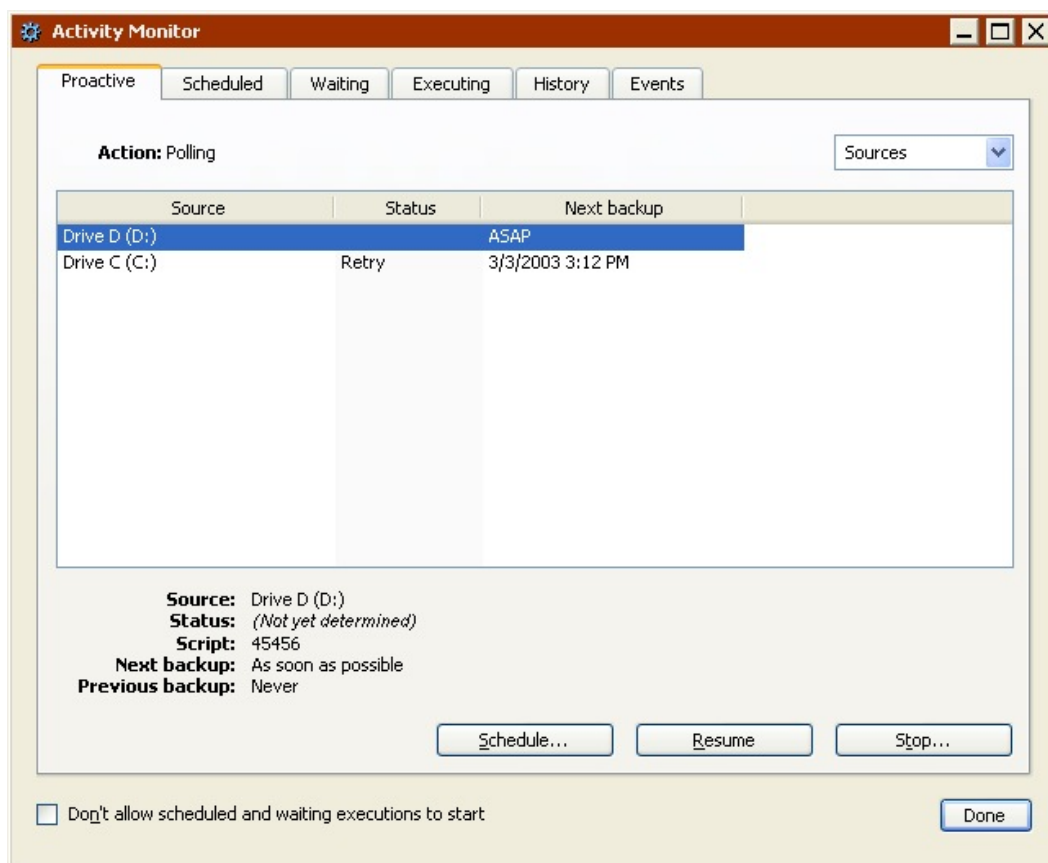 Activity Monitor
Proactive Scheduled Waiting Executing History Events
Action: Polling Sources
Source Status Next backup
Drive D (D:) ASAP
Drive C (C:) Retry 3/3/2003 3:12 PM
Source: Drive D (D:)
Status: (Not yet determined)
Script: 45456
Next backup: As soon as possible
Previous backup: Never
Schedule... Resume Stop...
Don't allow scheduled and waiting executions to start Done